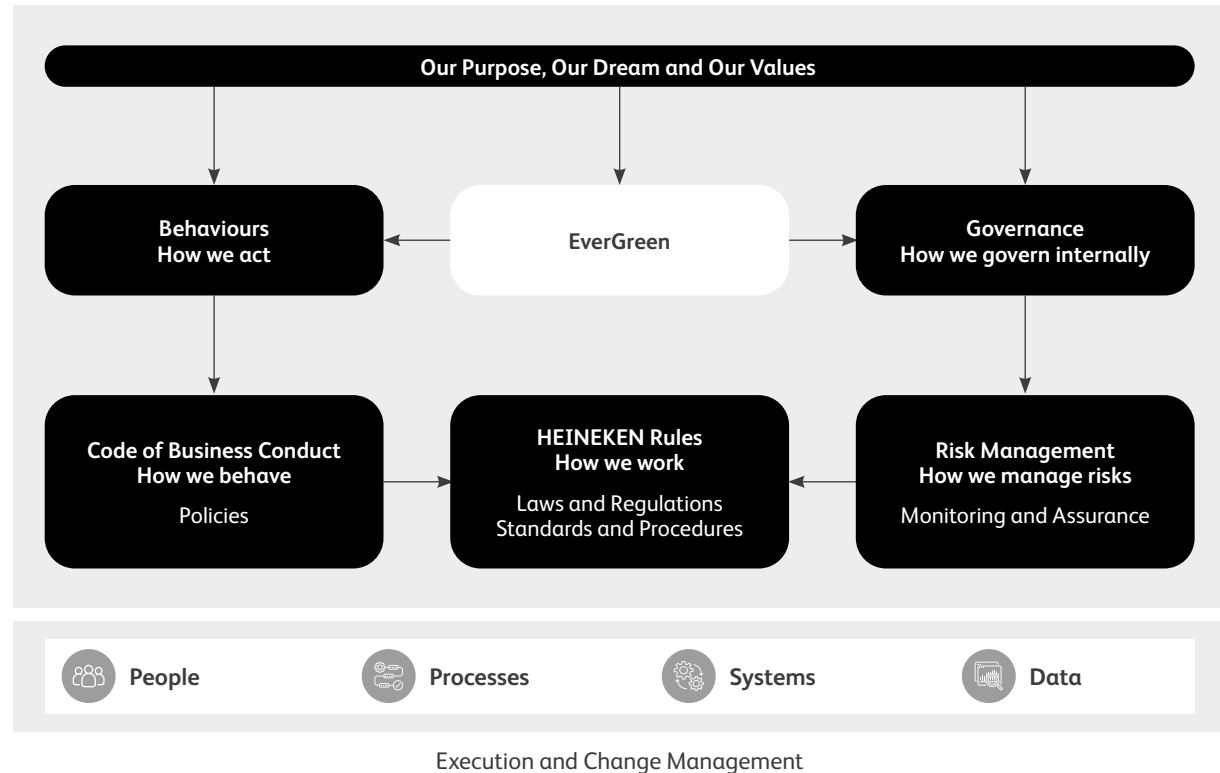 Our Purpose, Our Dream and Our Values
Behaviours
How we act
EverGreen
Governance
How we govern internally
Code of Business Conduct
How we behave
Policies
HEINEKEN Rules
How we work
Laws and Regulations
Standards and Procedures
Risk Management
How we manage risks
Monitoring and Assurance
People
Processes
Systems
Data
Execution and Change Management